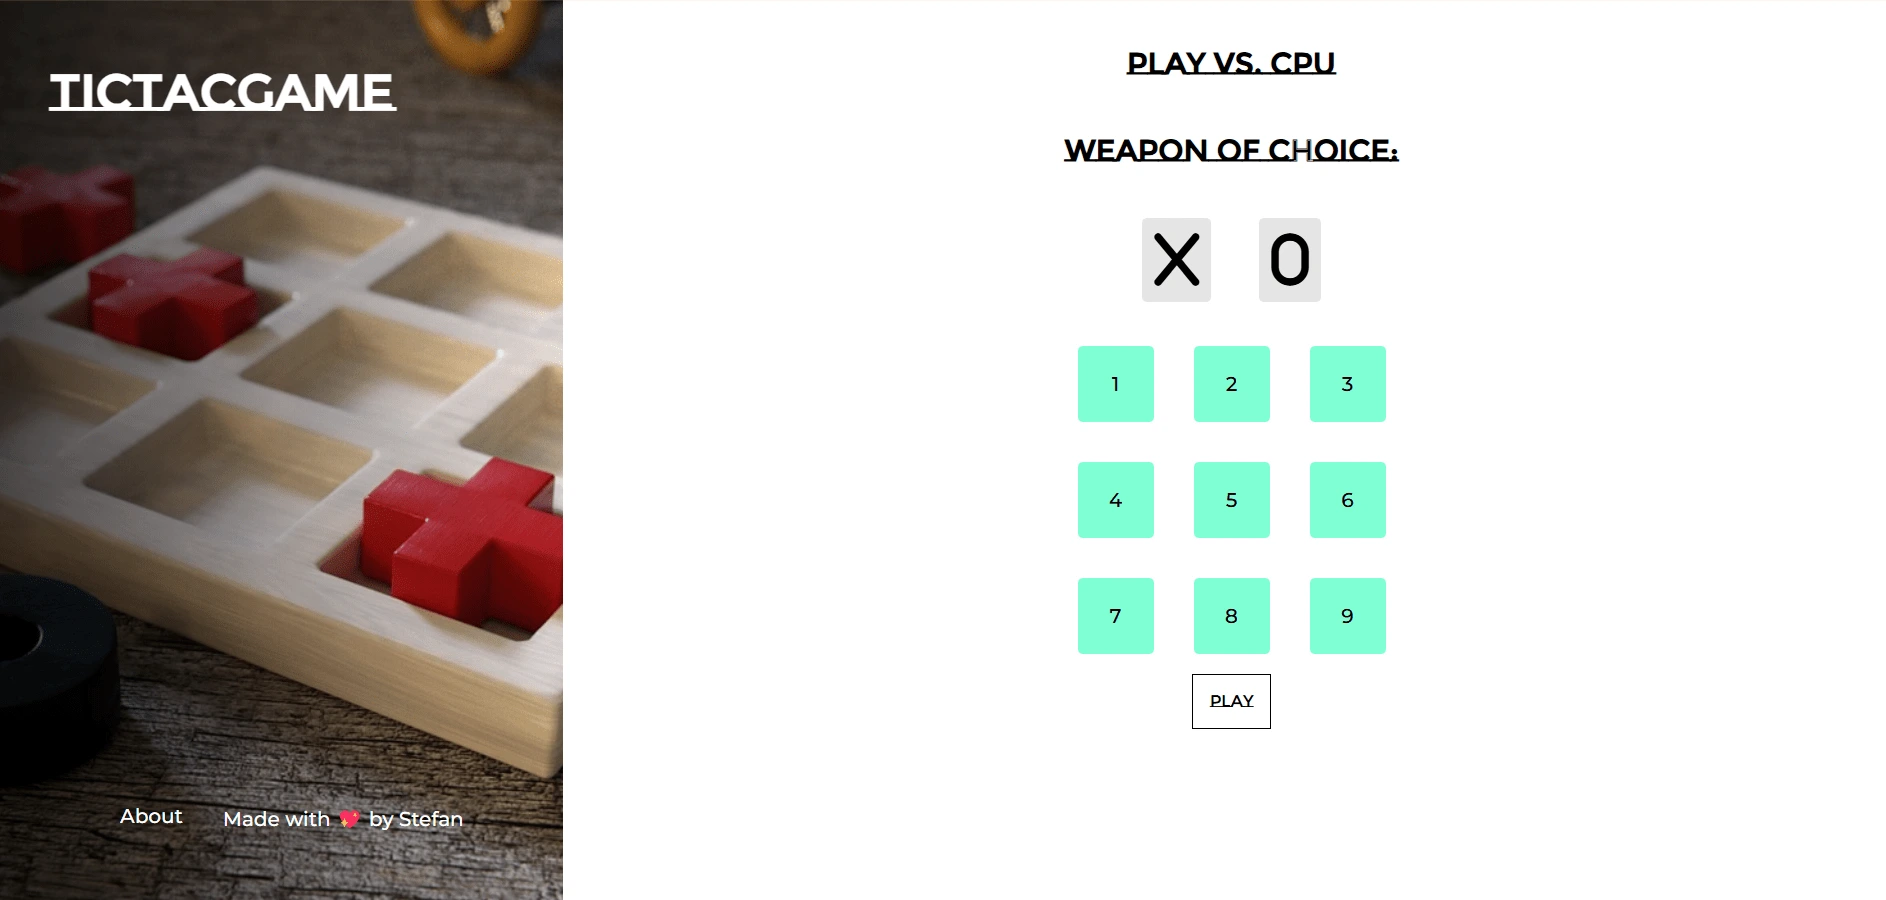 TICTACGAME
PLAY VS. CPU
WEAPON OF CHOICE:
X O
1 2 3
4 5 6
7 8 9
PLAY
About Made with 💖 by Stefan